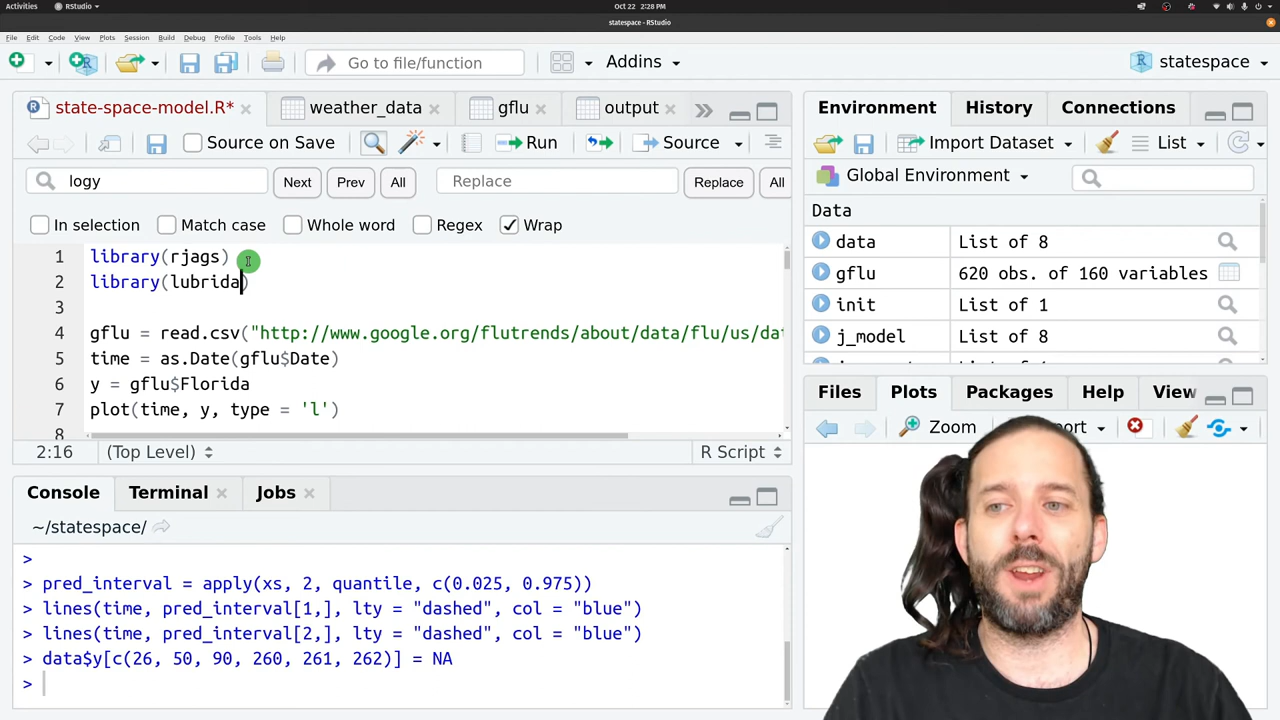 Activities
RStudio
Oct 22 2:28 PM
statespace - RStudio
File Edit Code View Plots Session Build Debug Profile Tools Help
Go to file/function
Addins
statespace
state-space-model.R*
weather_data
gflu
output
Source on Save
Run
Source
logy
Next
Prev
All
Replace
Replace
All
In selection
Match case
Whole word
Regex
Wrap
1 library(rjags)
2 library(lubrida)
3
4 gflu = read.csv("http://www.google.org/flutrends/about/data/flu/us/dat
5 time = as.Date(gflu$Date)
6 y = gflu$Florida
7 plot(time, y, type = 'l')
8
2:16
(Top Level)
R Script
Console
Terminal
Jobs
~/statespace/
>
> pred_interval = apply(xs, 2, quantile, c(0.025, 0.975))
> lines(time, pred_interval[1,], lty = "dashed", col = "blue")
> lines(time, pred_interval[2,], lty = "dashed", col = "blue")
> data$y[c(26, 50, 90, 260, 261, 262)] = NA
>
Environment
History
Connections
Import Dataset
List
Global Environment
Data
data List of 8
gflu 620 obs. of 160 variables
init List of 1
j_model List of 8
Files
Plots
Packages
Help
View
Zoom